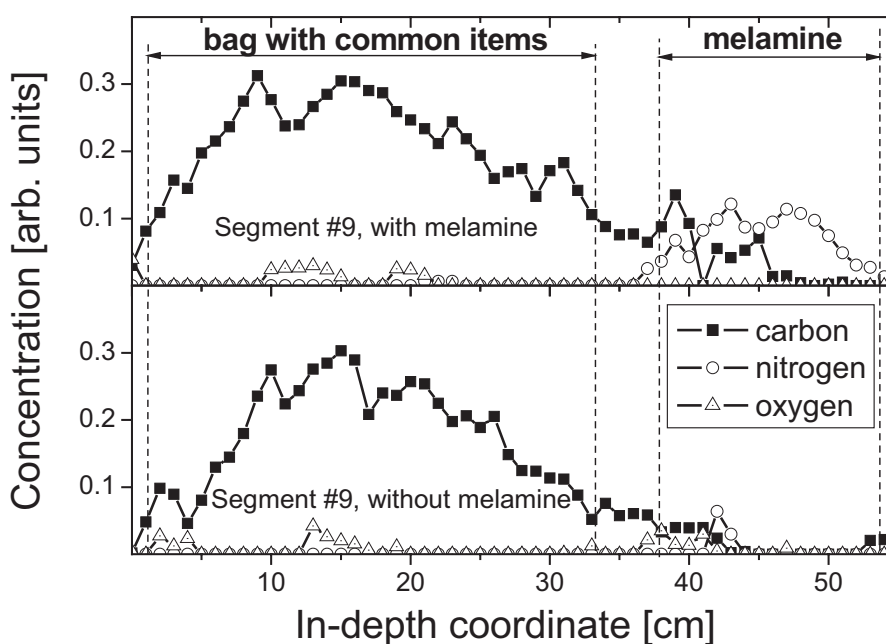 bag with common items
melamine
Concentration [arb. units]
0.3
0.2
0.1
Segment #9, with melamine
carbon
nitrogen
oxygen
0.3
0.2
0.1
Segment #9, without melamine
10
20
30
40
50
In-depth coordinate [cm]